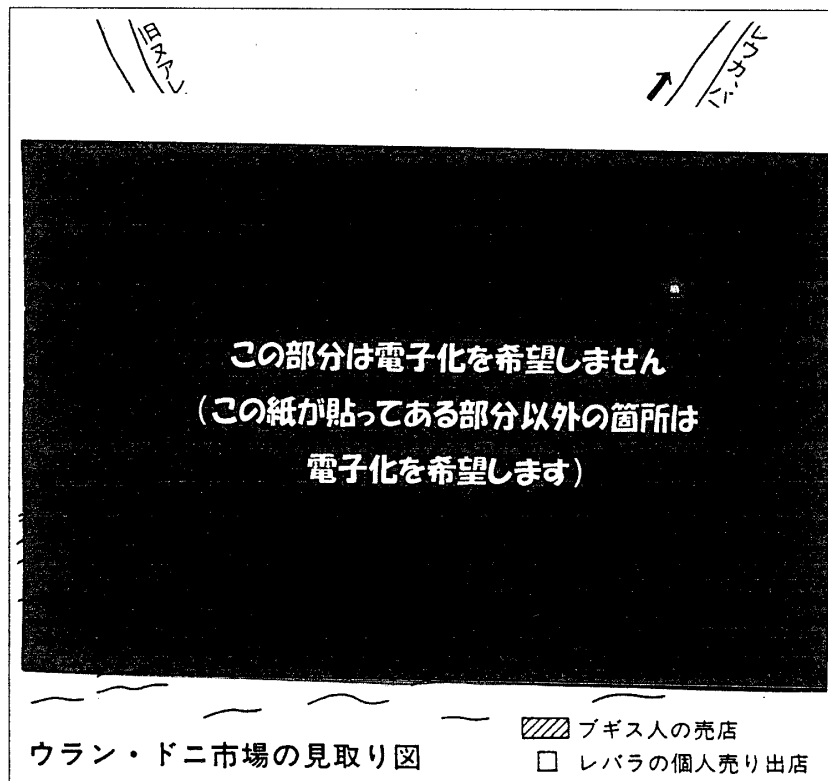 旧ヌアレ
レウカ、バ
この部分は電子化を希望しません
(この紙が貼ってある部分以外の箇所は
電子化を希望します)
ブギス人の売店
ウラン・ドニ市場の見取り図
レバラの個人売り出店